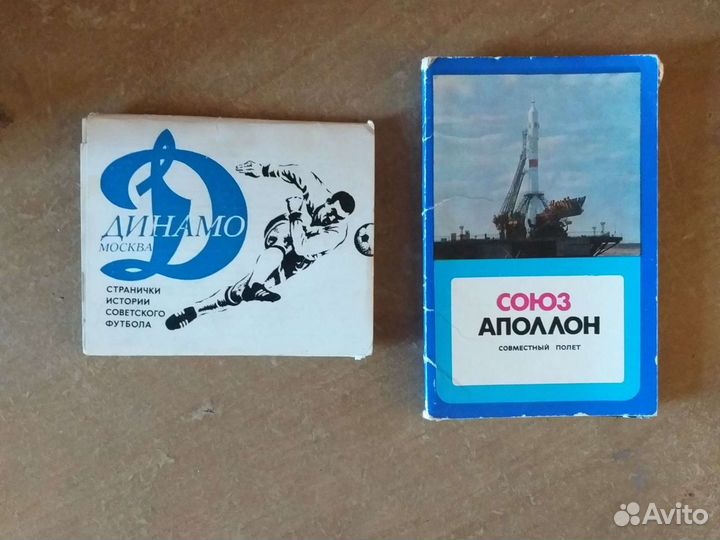 ДИНАМО
МОСКВА
СТРАНИЧКИ
ИСТОРИИ
СОВЕТСКОГО
ФУТБОЛА
СОЮЗ
АПОЛЛОН
СОВМЕСТНЫЙ ПОЛЕТ
Avito